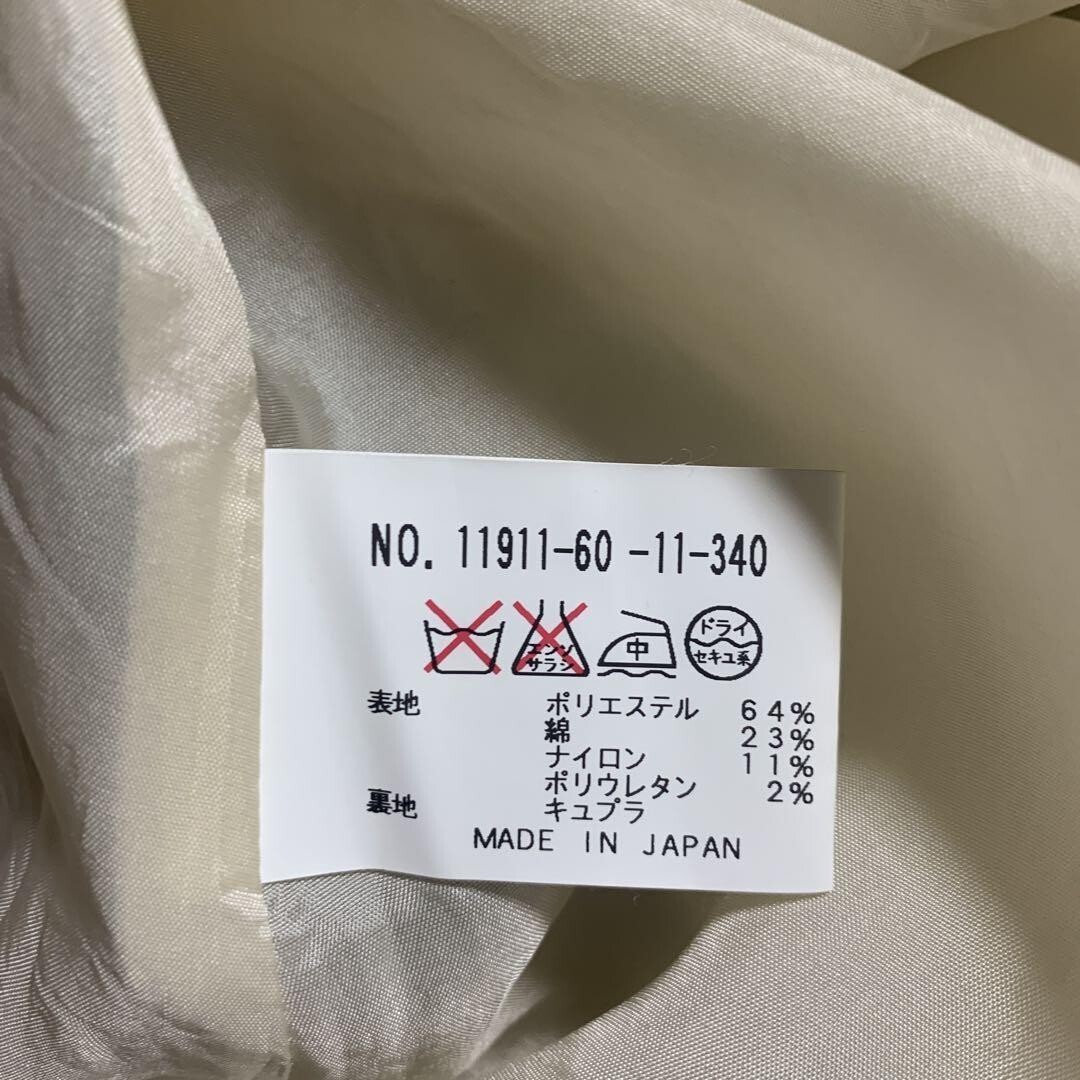 NO. 11911-60 -11-340
エンソ
サラシ
中
ドライ
セキユ系
表地 ポリエステル 64%
綿 23%
ナイロン 11%
ポリウレタン 2%
裏地 キュプラ
MADE IN JAPAN